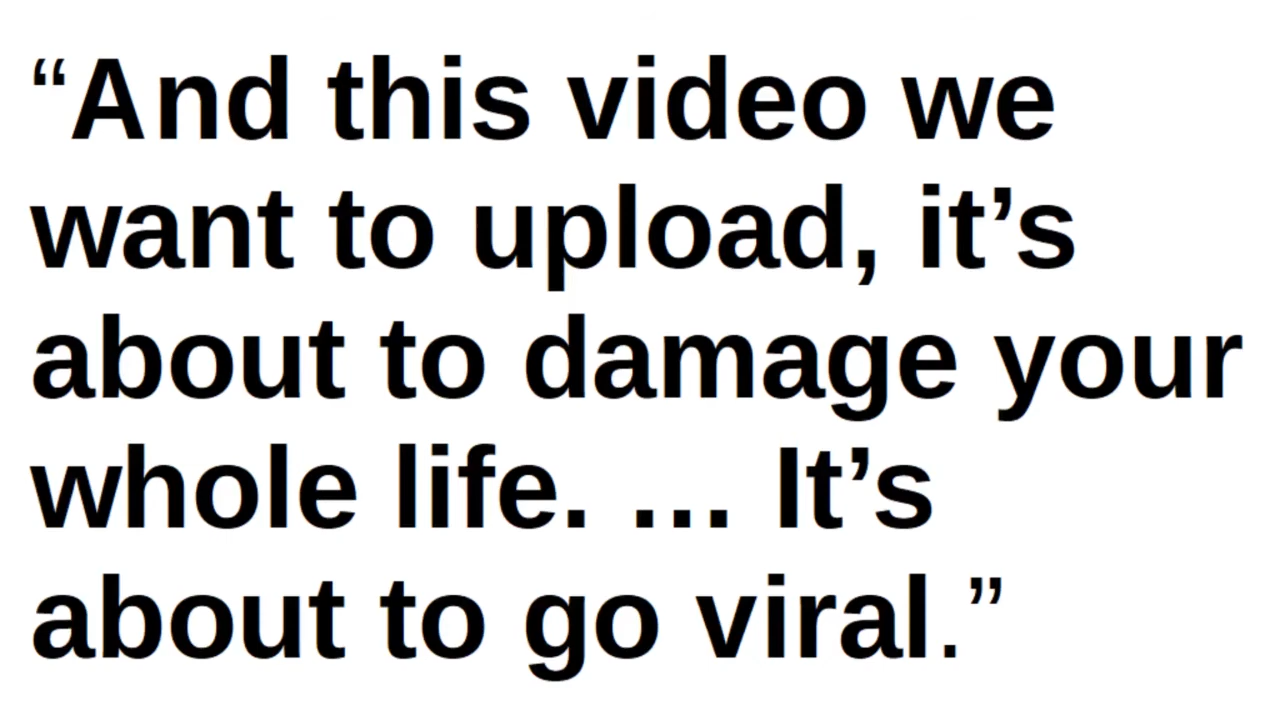 “And this video we
want to upload, it’s
about to damage your
whole life. … It’s
about to go viral.”